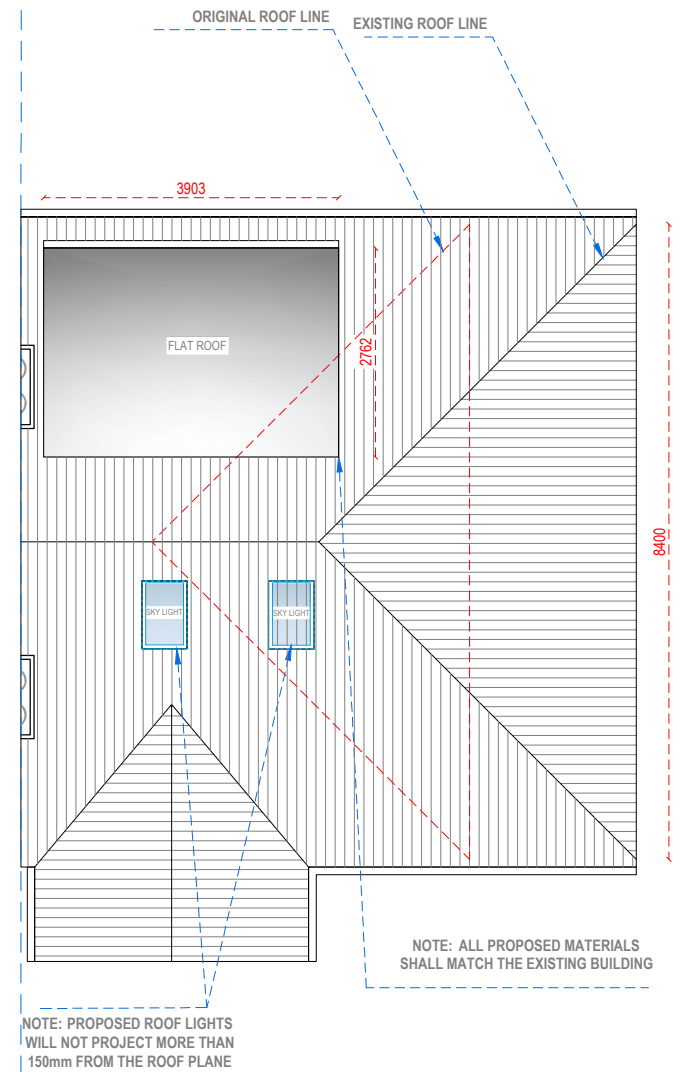 ORIGINAL ROOF LINE
EXISTING ROOF LINE
3903
FLAT ROOF
2762
8400
SKY LIGHT
SKY LIGHT
NOTE: ALL PROPOSED MATERIALS
SHALL MATCH THE EXISTING BUILDING
NOTE: PROPOSED ROOF LIGHTS
WILL NOT PROJECT MORE THAN
150mm FROM THE ROOF PLANE